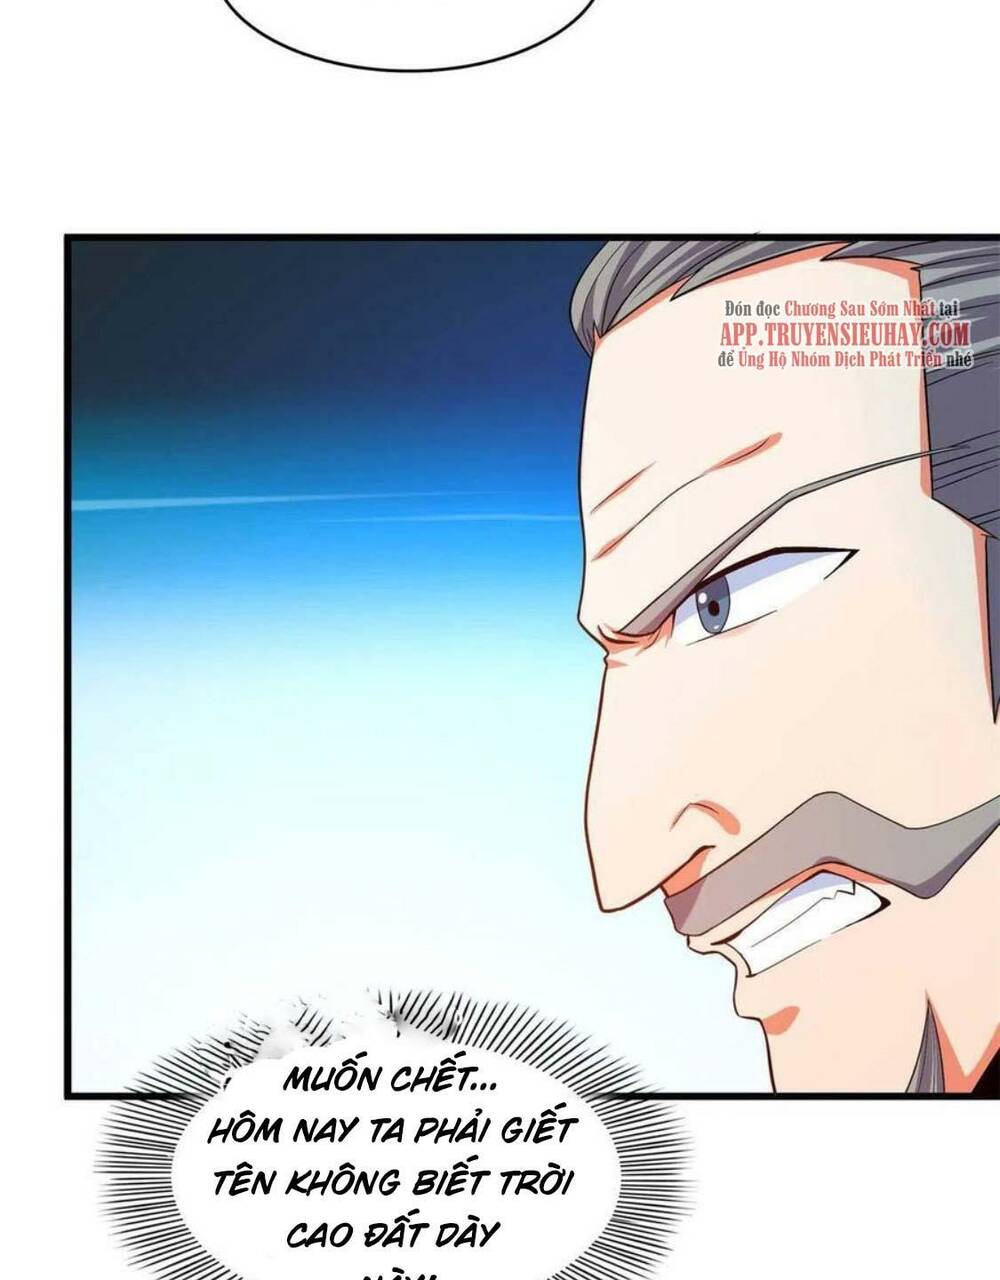 Đón đọc Chương Sau Sớm Nhất tại
APP.TRUYENSIEUHAY.COM
để Ủng Hộ Nhóm Dịch Phát Triển nhé
MUỐN CHẾT...
HÔM NAY TA PHẢI GIẾT
TÊN KHÔNG BIẾT TRỜI
CAO ĐẤT DÀY
NÀY!